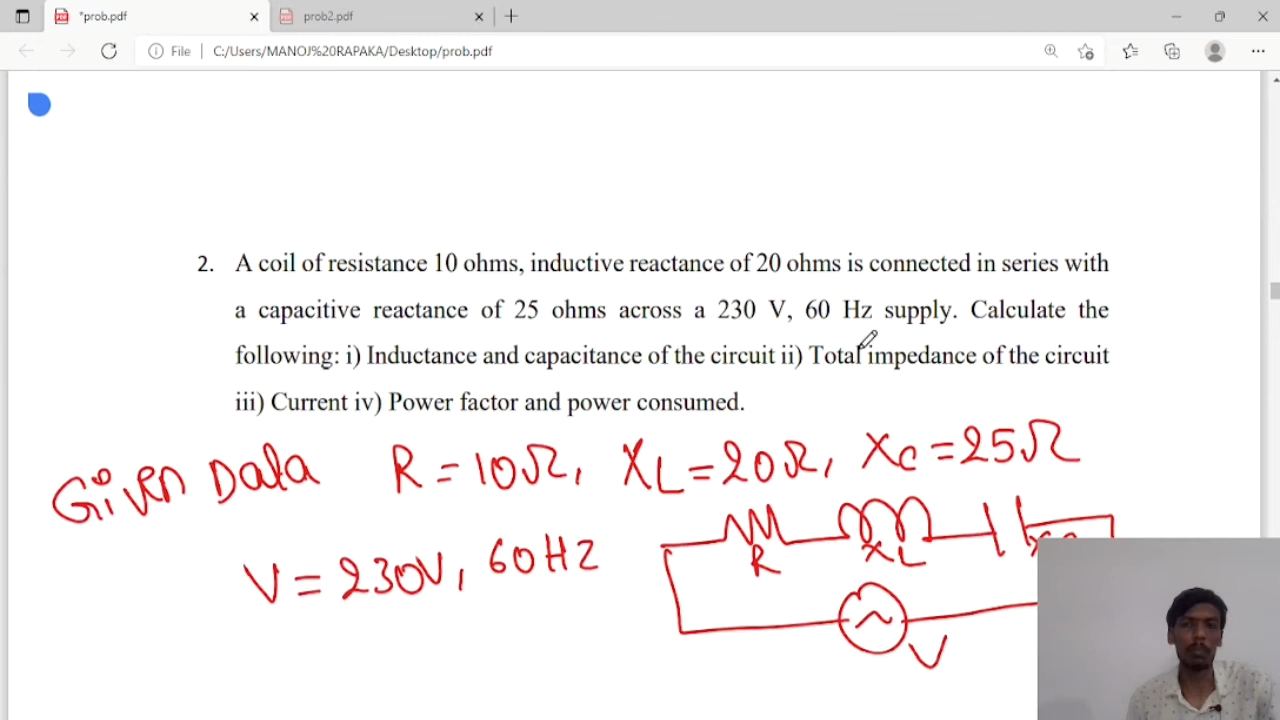 *prob.pdf
prob2.pdf
File | C:/Users/MANOJ%20RAPAKA/Desktop/prob.pdf
2. A coil of resistance 10 ohms, inductive reactance of 20 ohms is connected in series with
a capacitive reactance of 25 ohms across a 230 V, 60 Hz supply. Calculate the
following: i) Inductance and capacitance of the circuit ii) Total impedance of the circuit
iii) Current iv) Power factor and power consumed.
Given Data R = 10Ω, XL = 20Ω, Xc = 25Ω
V = 230V, 60Hz
R
XL
V